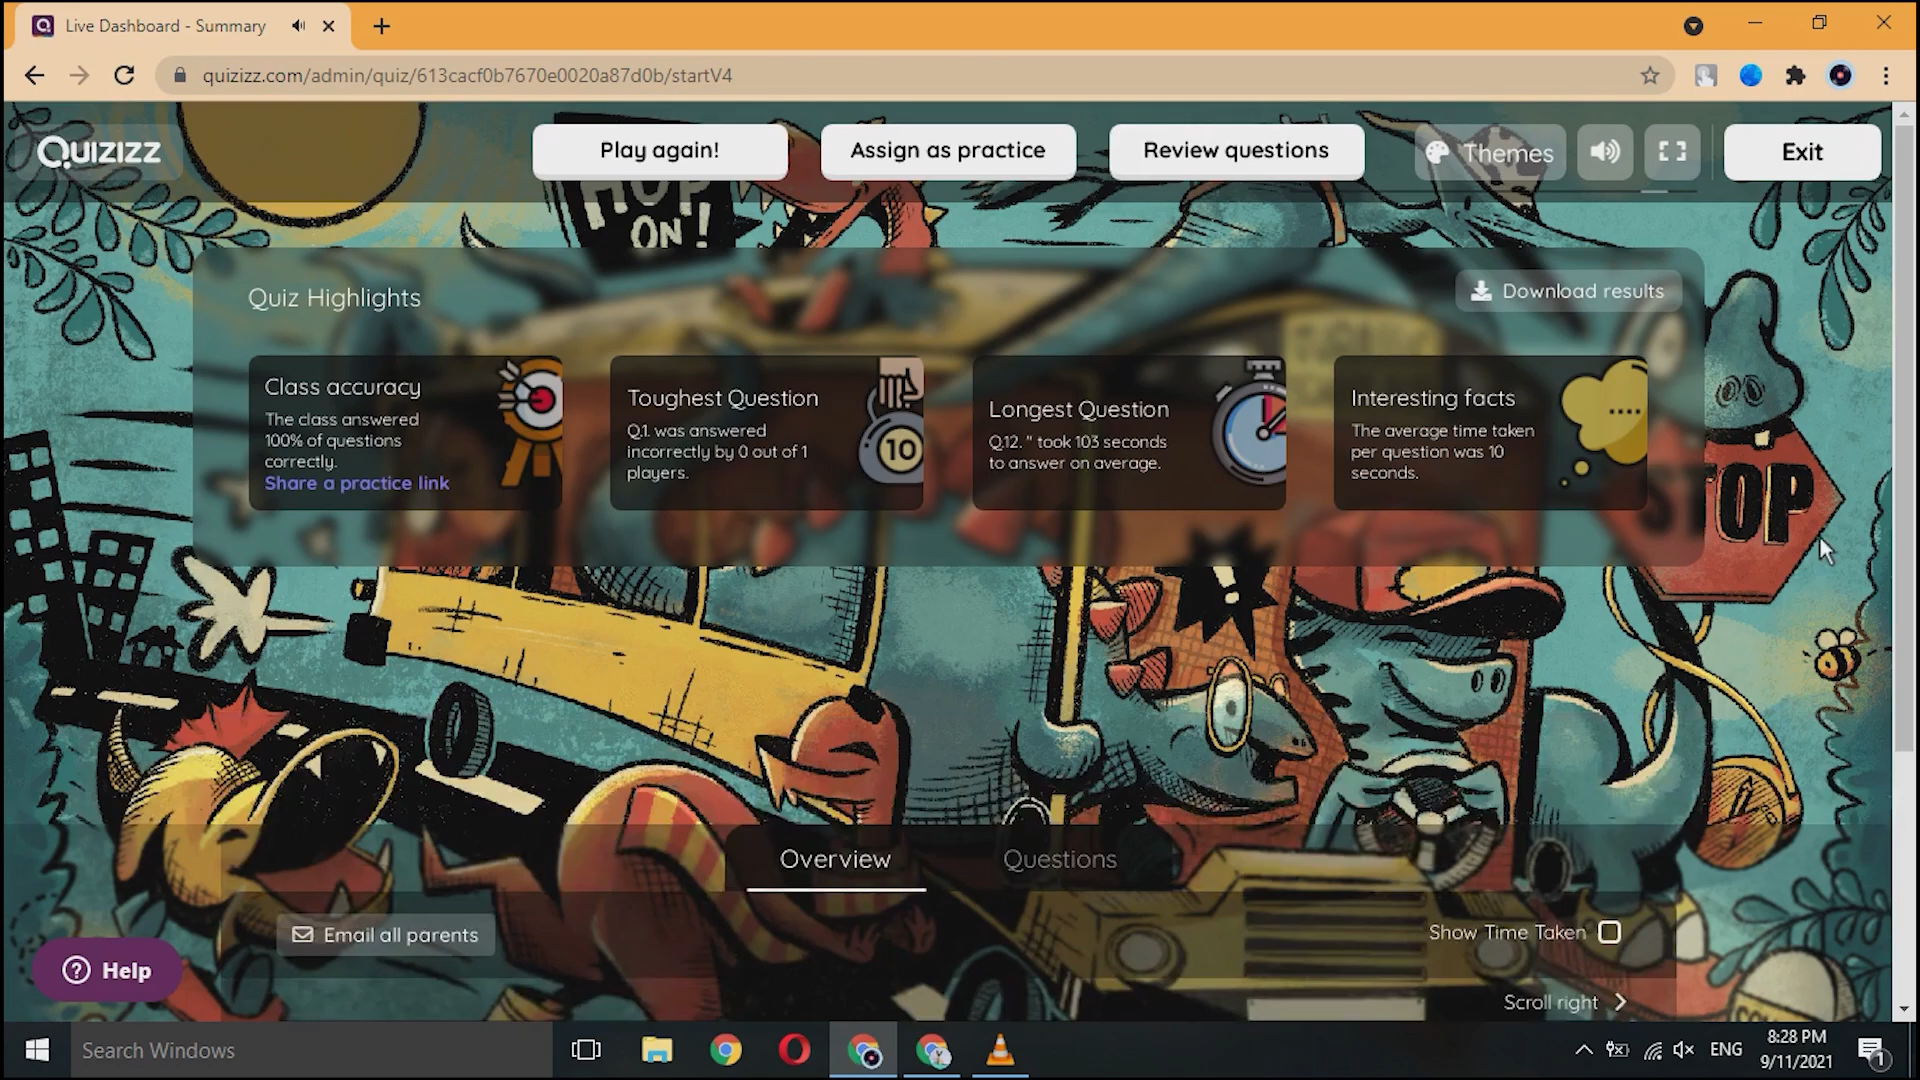 Live Dashboard - Summary
quizizz.com/admin/quiz/613cacf0b7670e0020a87d0b/startV4
Quizizz
Play again!
Assign as practice
Review questions
Themes
Exit
HOP
ON!
Quiz Highlights
Download results
Class accuracy
The class answered
100% of questions
correctly.
Share a practice link
Toughest Question
Q.1. was answered
incorrectly by 0 out of 1
players.
10
Longest Question
Q.12. '' took 103 seconds
to answer on average.
Interesting facts
The average time taken
per question was 10
seconds.
STOP
!
Overview
Questions
Email all parents
Show Time Taken
Scroll right
Help
Search Windows
ENG
8:28 PM
9/11/2021
1